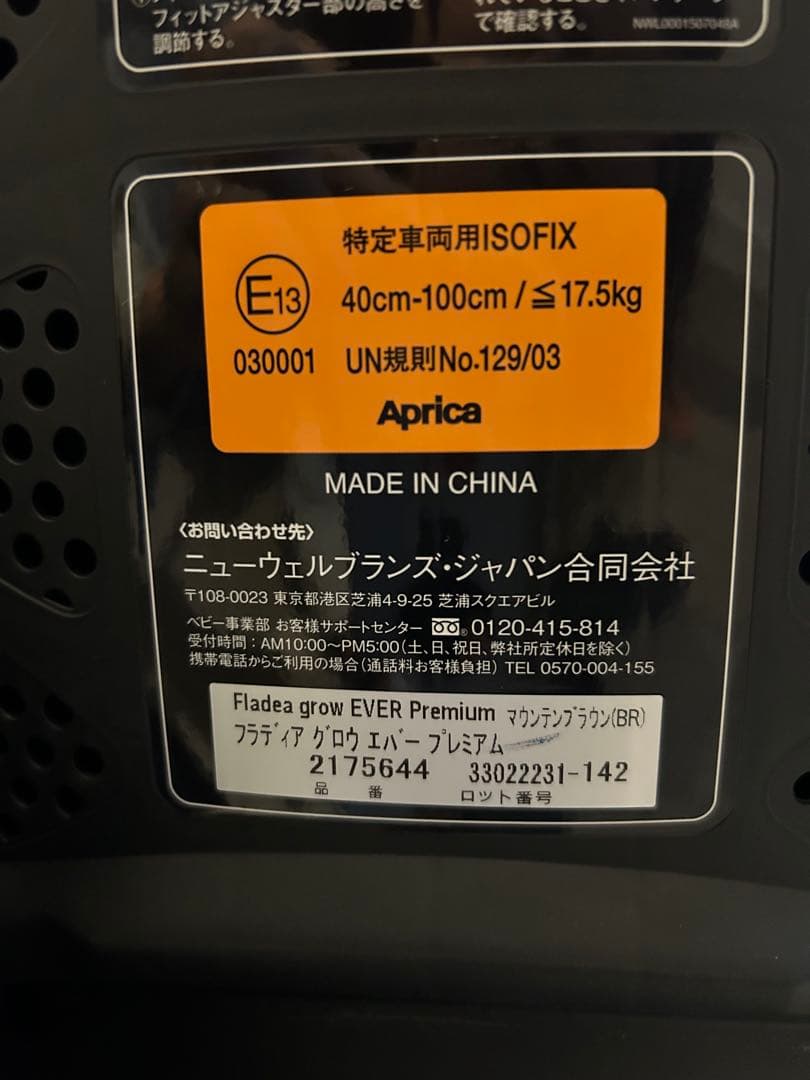 フィットアジャスター部の高さを
調節する。
で確認する。
NWL0001507048A
特定車両用ISOFIX
E13
40cm-100cm / ≦17.5kg
030001 UN規則No.129/03
Aprica
MADE IN CHINA
〈お問い合わせ先〉
ニューウェルブランズ・ジャパン合同会社
〒108-0023 東京都港区芝浦4-9-25 芝浦スクエアビル
ベビー事業部 お客様サポートセンター 0120-415-814
受付時間：AM10:00〜PM5:00（土、日、祝日、弊社所定休日を除く）
携帯電話からご利用の場合（通話料お客様負担） TEL 0570-004-155
Fladea grow EVER Premium ﾏｳﾝﾃﾝﾌﾞﾗｳﾝ(BR)
ﾌﾗﾃﾞｨｱ ｸﾞﾛｳ ｴﾊﾞｰ ﾌﾟﾚﾐｱﾑ
2175644 33022231-142
品 番 ロット番号